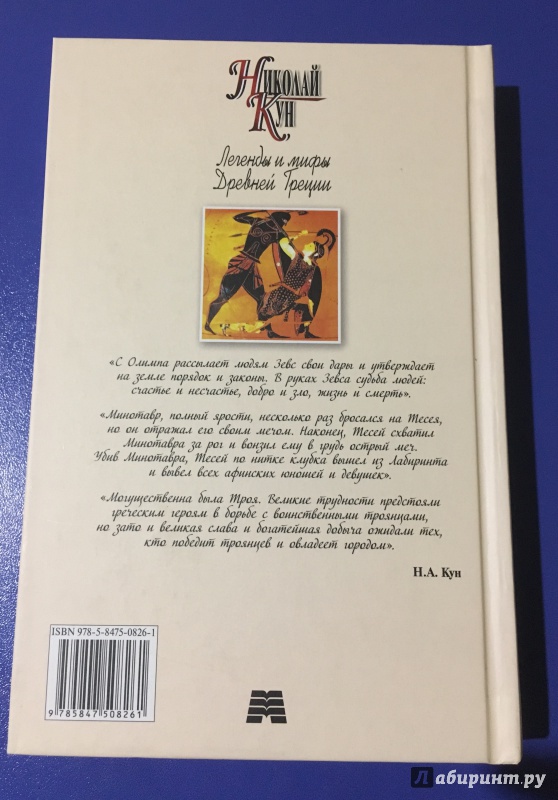 Николай
Кун
Легенды и мифы
Древней Греции
«С Олимпа рассылает людям Зевс свои дары и утверждает
на земле порядок и законы. В руках Зевса судьба людей:
счастье и несчастье, добро и зло, жизнь и смерть».
«Минотавр, полный ярости, несколько раз бросался на Тесея,
но он отражал его своим мечом. Наконец, Тесей схватил
Минотавра за рог и вонзил ему в грудь острый меч.
Убив Минотавра, Тесей по нитке клубка вышел из Лабиринта
и вывел всех афинских юношей и девушек».
«Могущественна была Троя. Великие трудности предстояли
греческим героям в борьбе с воинственными троянцами,
но зато и великая слава и богатейшая добыча ожидали тех,
кто победит троянцев и овладеет городом».
Н.А. Кун
ISBN 978-5-8475-0826-1
9 785847 508261
Лабиринт.ру